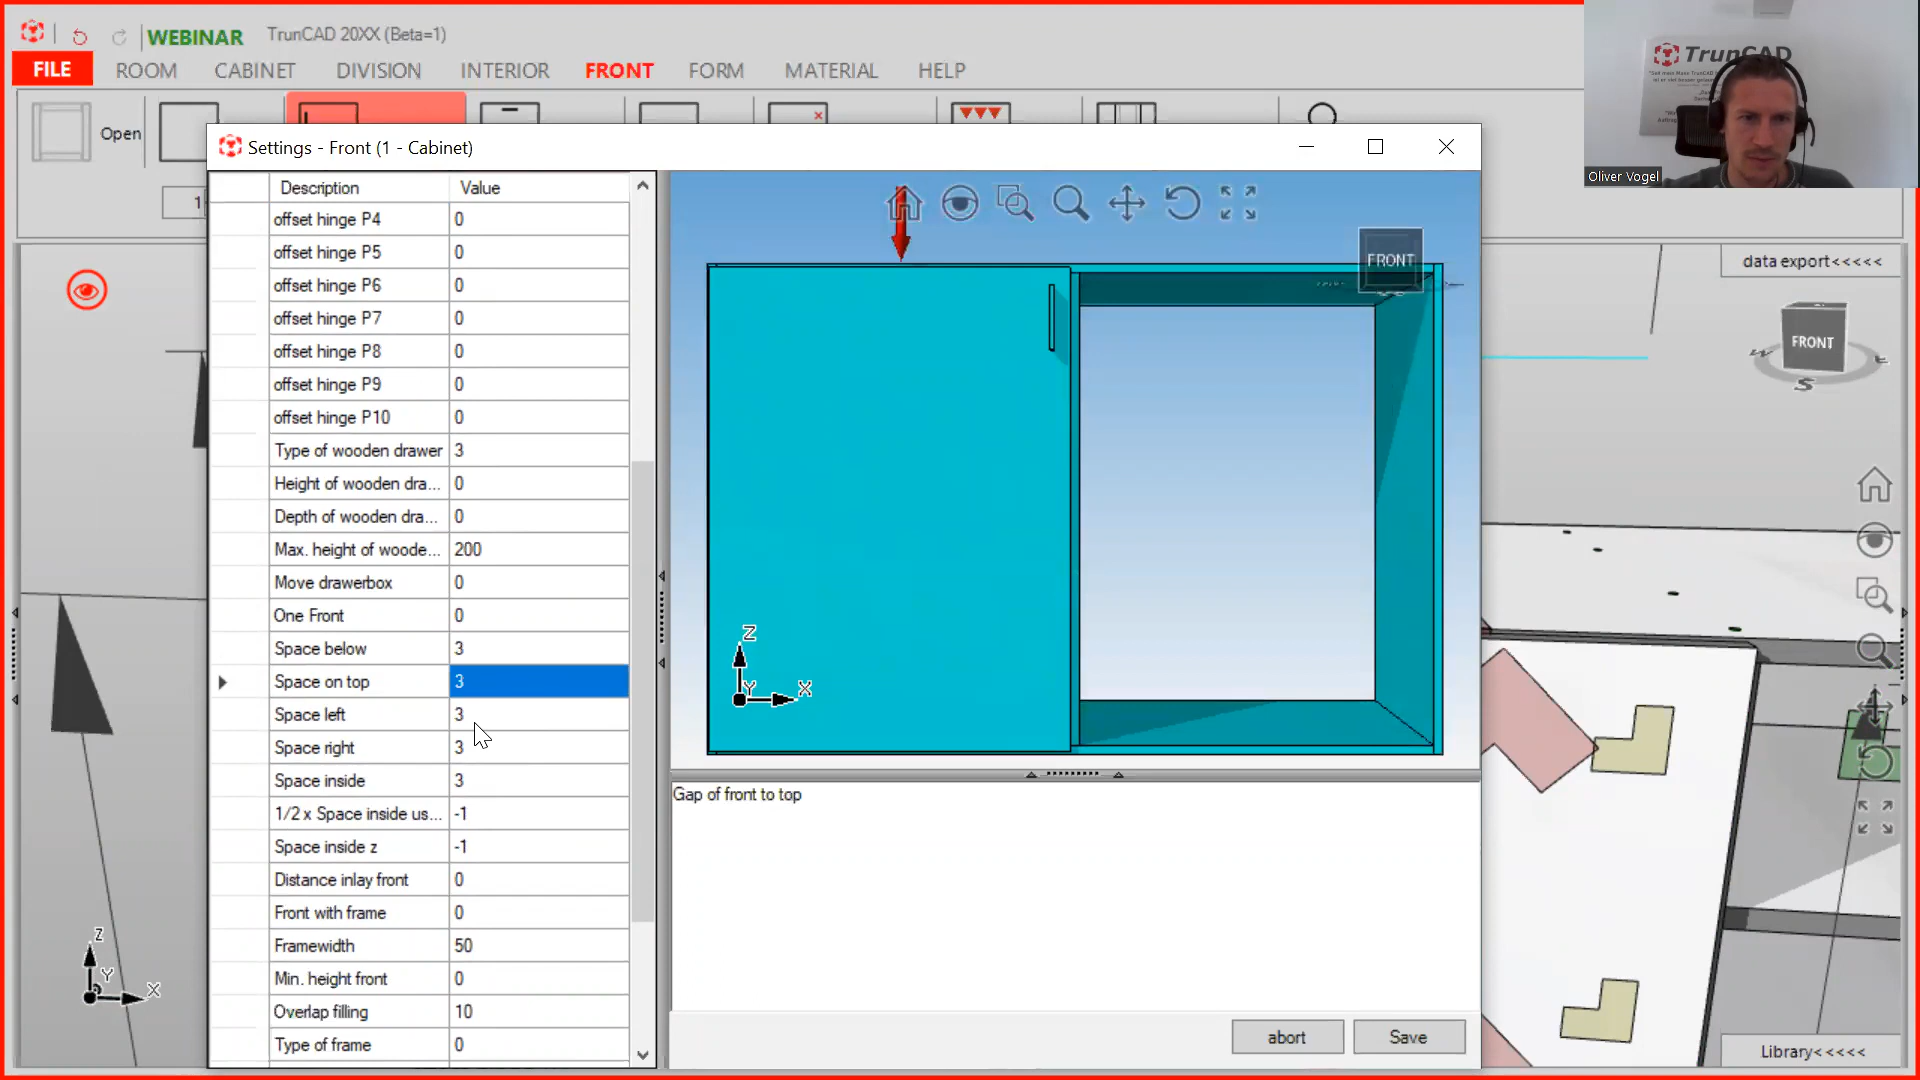 WEBINAR TrunCAD 20XX (Beta=1)
FILE ROOM CABINET DIVISION INTERIOR FRONT FORM MATERIAL HELP
Open
1
Settings - Front (1 - Cabinet)
Description Value
offset hinge P4 0
offset hinge P5 0
offset hinge P6 0
offset hinge P7 0
offset hinge P8 0
offset hinge P9 0
offset hinge P10 0
Type of wooden drawer 3
Height of wooden dra... 0
Depth of wooden dra... 0
Max. height of woode... 200
Move drawerbox 0
One Front 0
Space below 3
Space on top 3
Space left 3
Space right 3
Space inside 3
1/2 x Space inside us... -1
Space inside z -1
Distance inlay front 0
Front with frame 0
Framewidth 50
Min. height front 0
Overlap filling 10
Type of frame 0
FRONT
Z
Y X
Gap of front to top
abort Save
TrunCAD
Oliver Vogel
data export<<<<<
FRONT
W E
S
Z
Y
X
Library<<<<<